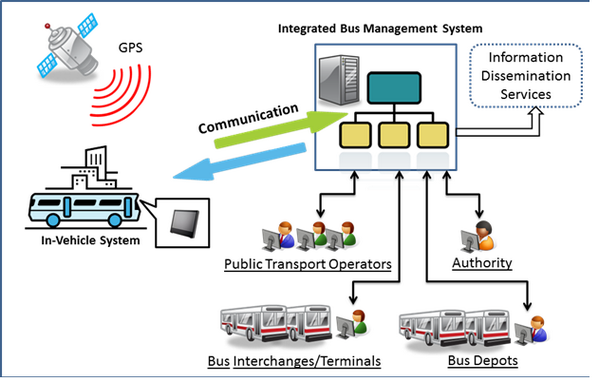 GPS
Integrated Bus Management System
Information
Dissemination
Services
Communication
In-Vehicle System
Public Transport Operators
Authority
Bus Interchanges/Terminals
Bus Depots